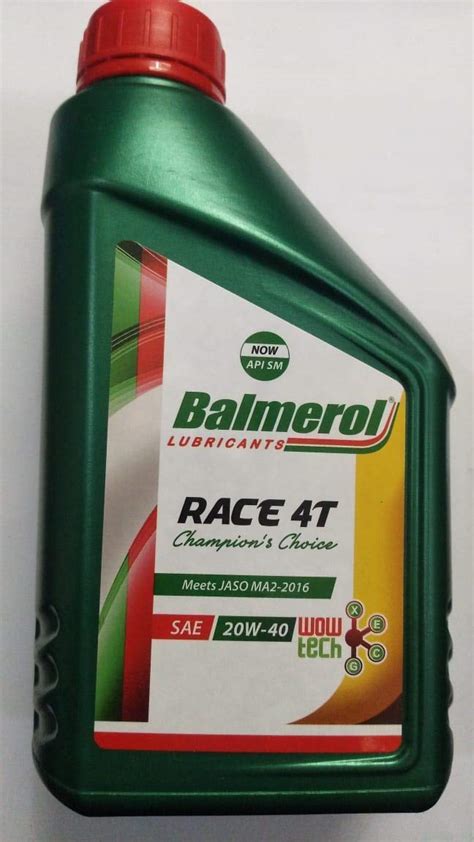 NOW
API SM
Balmerol®
LUBRICANTS
RACE 4T
Champion's Choice
Meets JASO MA2-2016
SAE 20W-40
WOW
tech
X
E
C
G